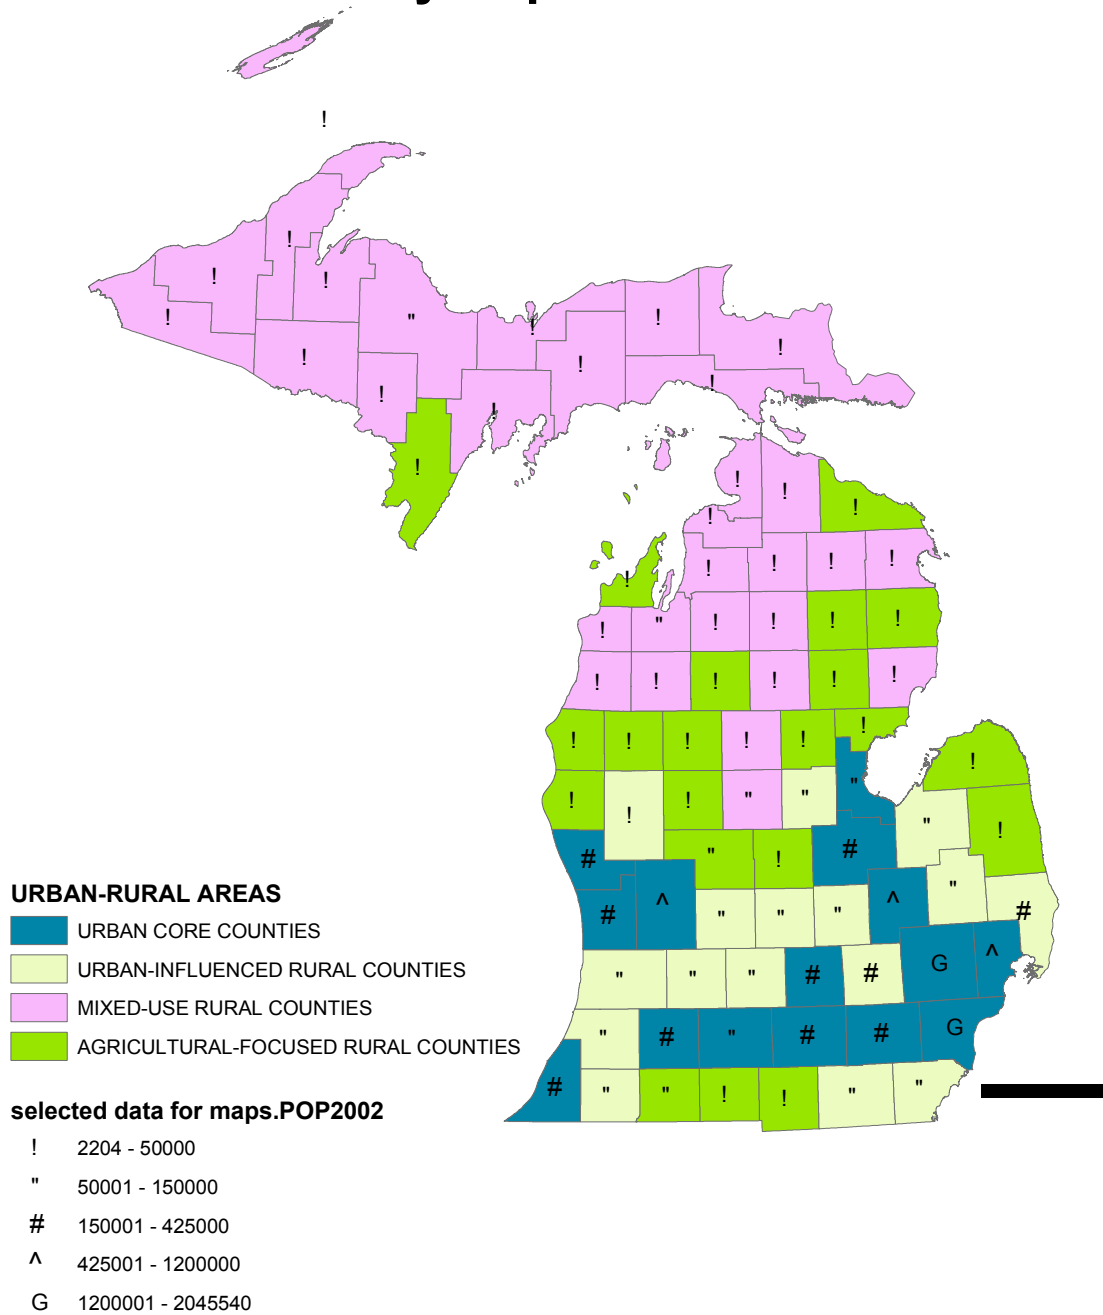 URBAN-RURAL AREAS
URBAN CORE COUNTIES
URBAN-INFLUENCED RURAL COUNTIES
MIXED-USE RURAL COUNTIES
AGRICULTURAL-FOCUSED RURAL COUNTIES
selected data for maps.POP2002
! 2204 - 50000
" 50001 - 150000
# 150001 - 425000
^ 425001 - 1200000
G 1200001 - 2045540